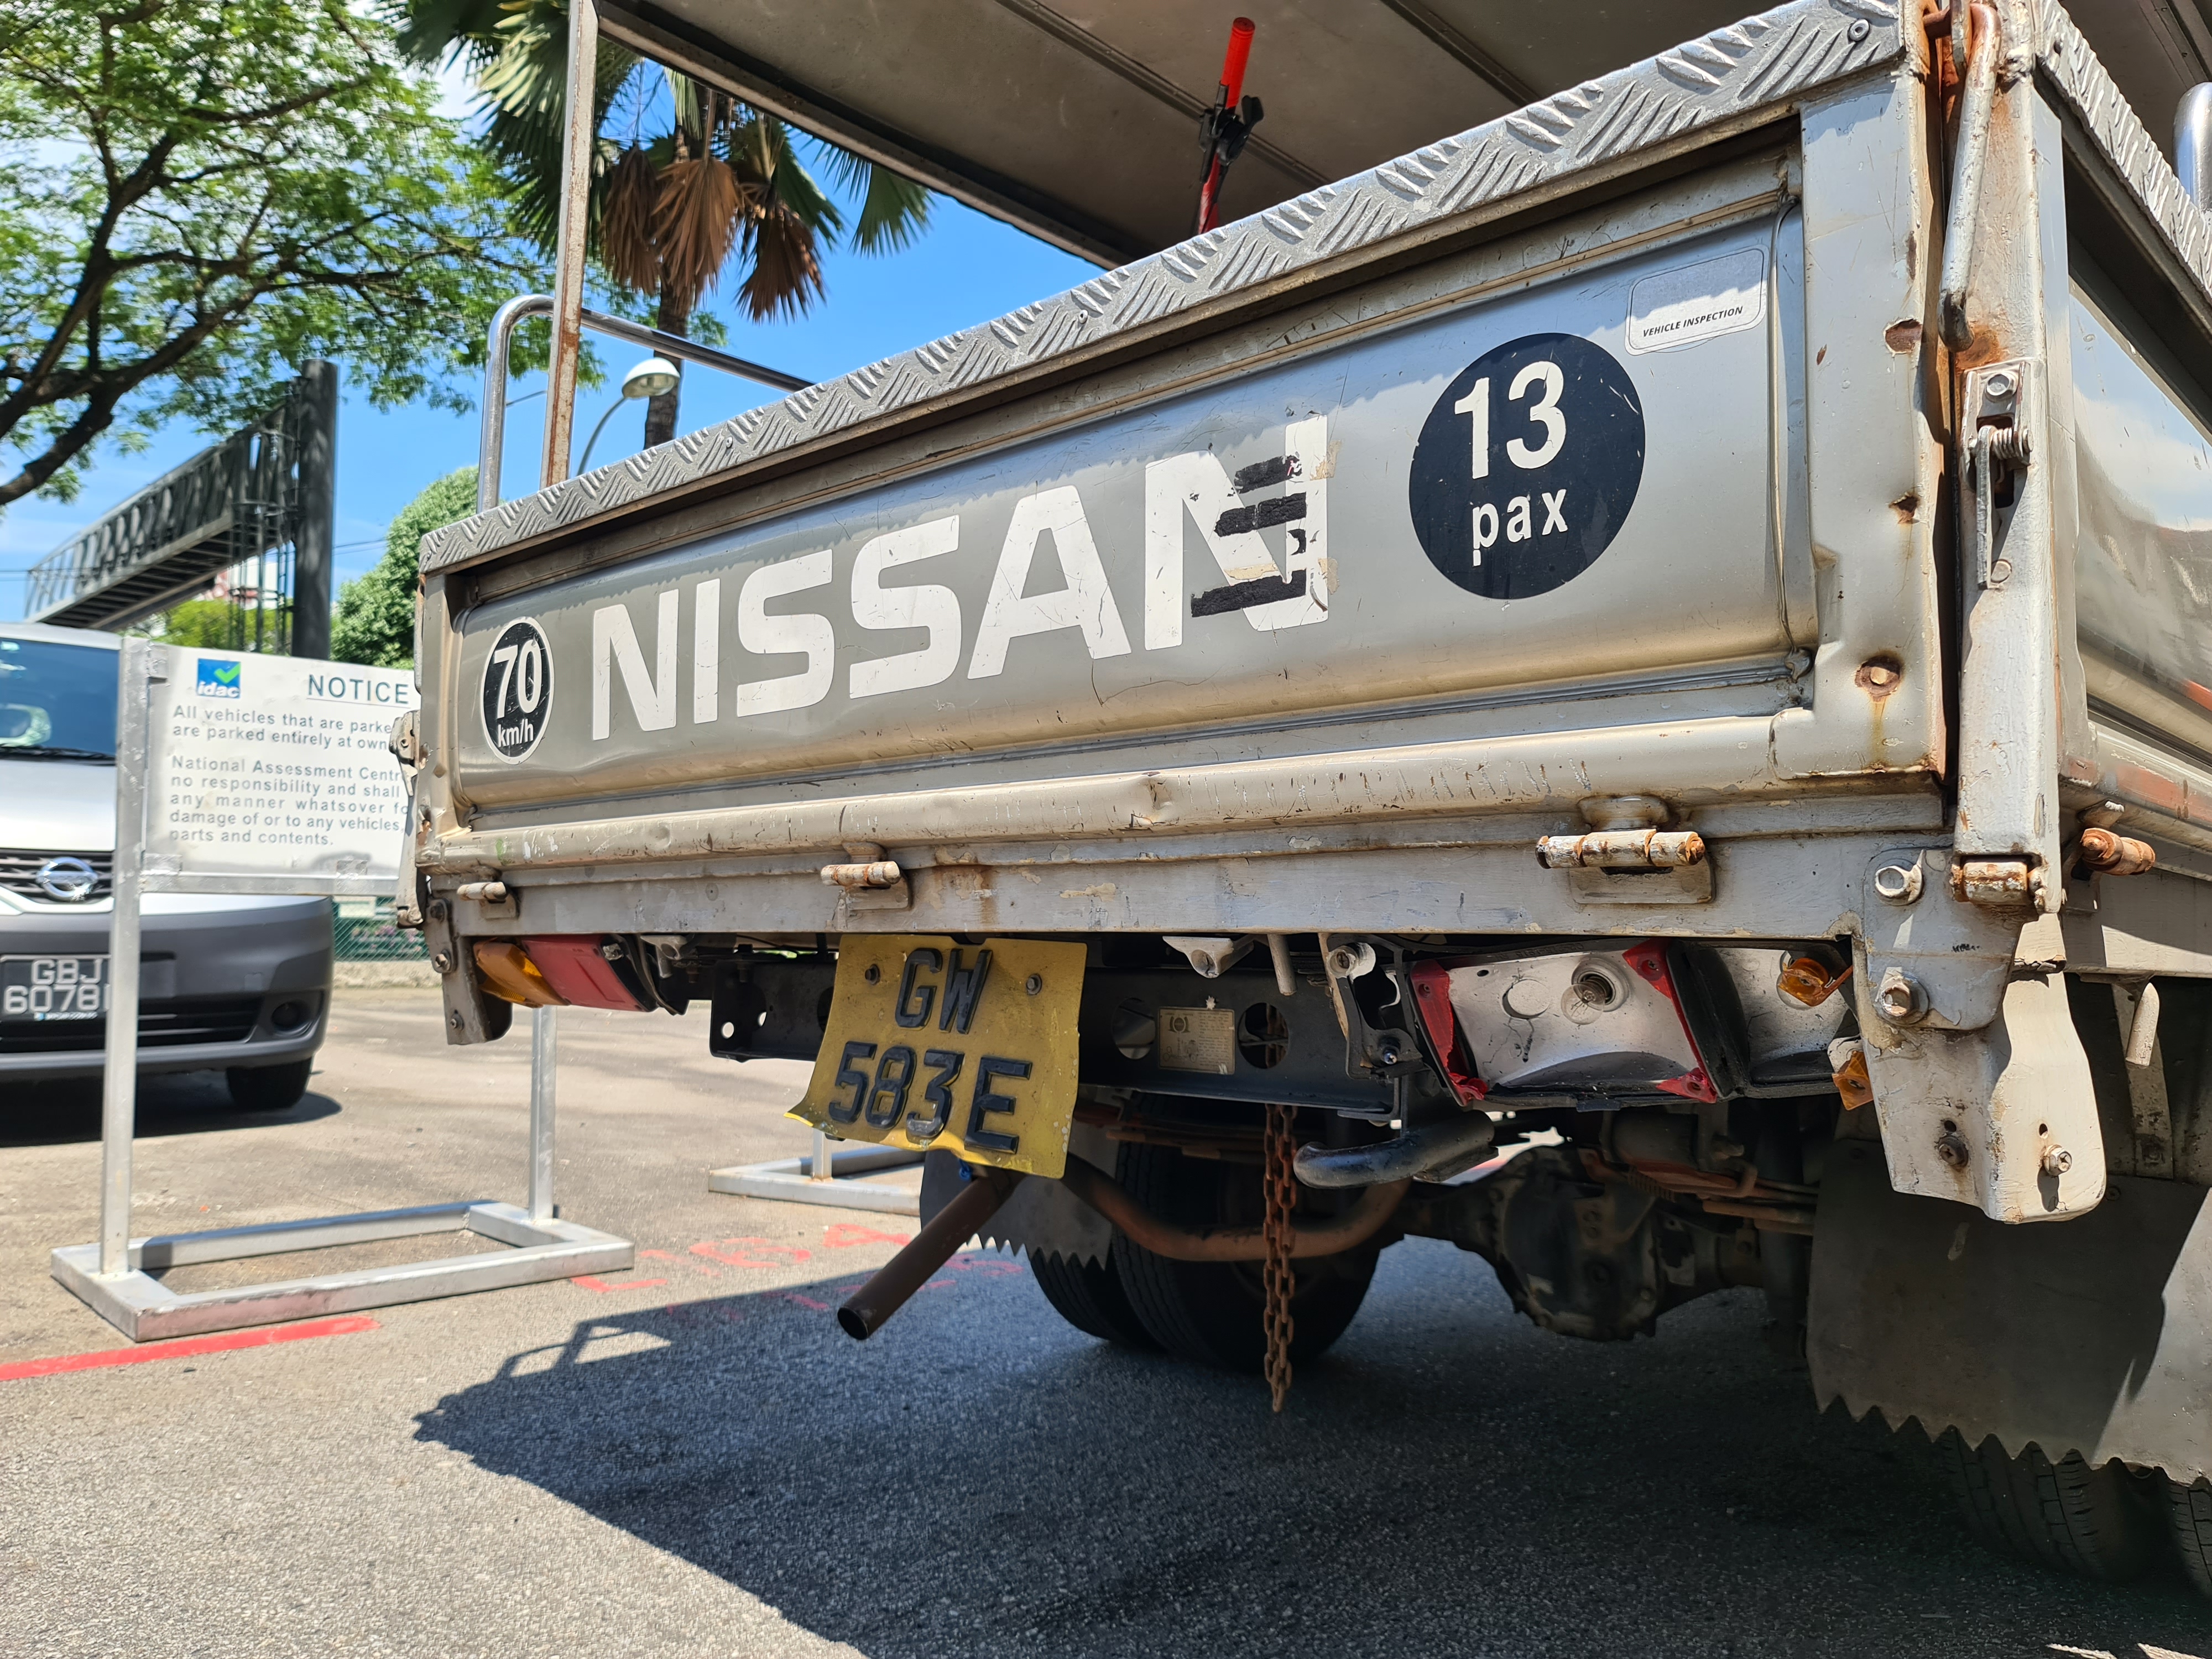 VEHICLE INSPECTION
13
pax
NISSAN
70
km/h
idac
NOTICE
All vehicles that are parke
are parked entirely at own
National Assessment Centr
no responsibility and shall
any manner whatsover fo
damage of or to any vehicles,
parts and contents.
GBJ
6078
GW
583E
L164